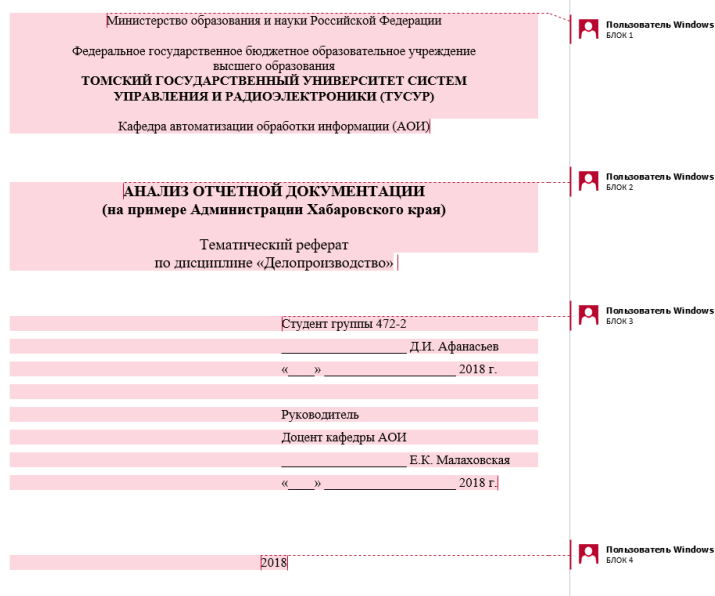 Министерство образования и науки Российской Федерации
Пользователь Windows
БЛОК 1
Федеральное государственное бюджетное образовательное учреждение
высшего образования
ТОМСКИЙ ГОСУДАРСТВЕННЫЙ УНИВЕРСИТЕТ СИСТЕМ
УПРАВЛЕНИЯ И РАДИОЭЛЕКТРОНИКИ (ТУСУР)
Кафедра автоматизации обработки информации (АОИ)
Пользователь Windows
БЛОК 2
АНАЛИЗ ОТЧЕТНОЙ ДОКУМЕНТАЦИИ
(на примере Администрации Хабаровского края)
Тематический реферат
по дисциплине «Делопроизводство»
Пользователь Windows
БЛОК 3
Студент группы 472-2
____________________ Д.И. Афанасьев
«____» _____________________ 2018 г.
Руководитель
Доцент кафедры АОИ
____________________ Е.К. Малаховская
«____» _____________________ 2018 г.
Пользователь Windows
БЛОК 4
2018